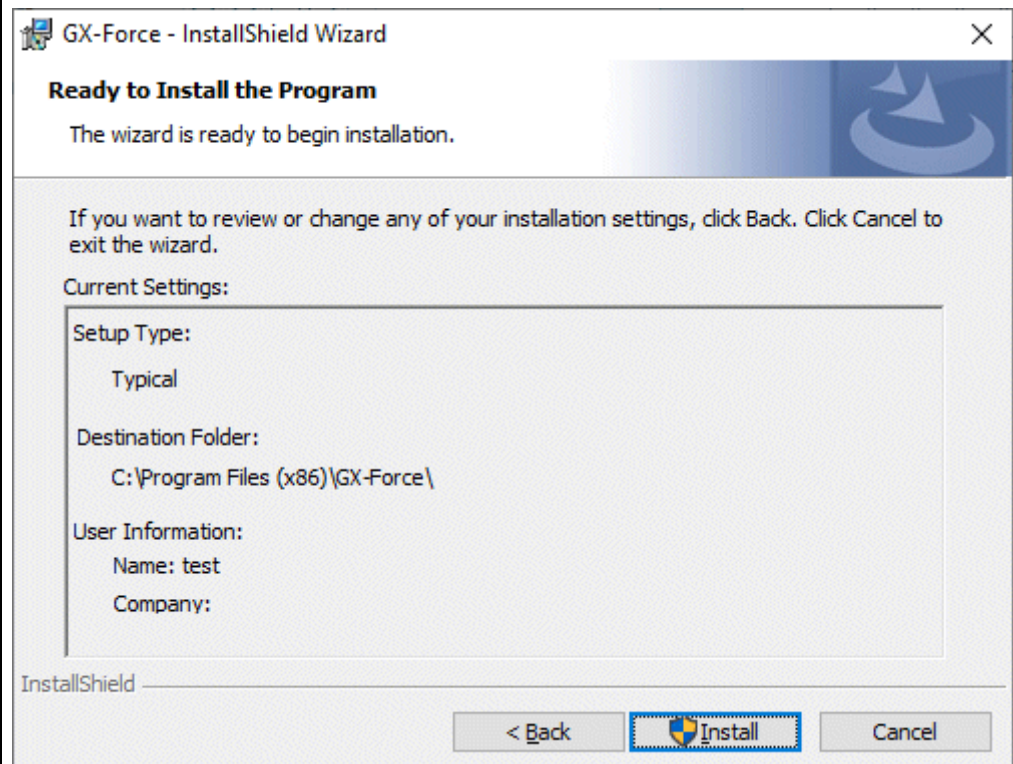 GX-Force - InstallShield Wizard
Ready to Install the Program
The wizard is ready to begin installation.
If you want to review or change any of your installation settings, click Back. Click Cancel to
exit the wizard.
Current Settings:
Setup Type:
Typical
Destination Folder:
C:\Program Files (x86)\GX-Force\
User Information:
Name: test
Company:
InstallShield
< Back
Install
Cancel